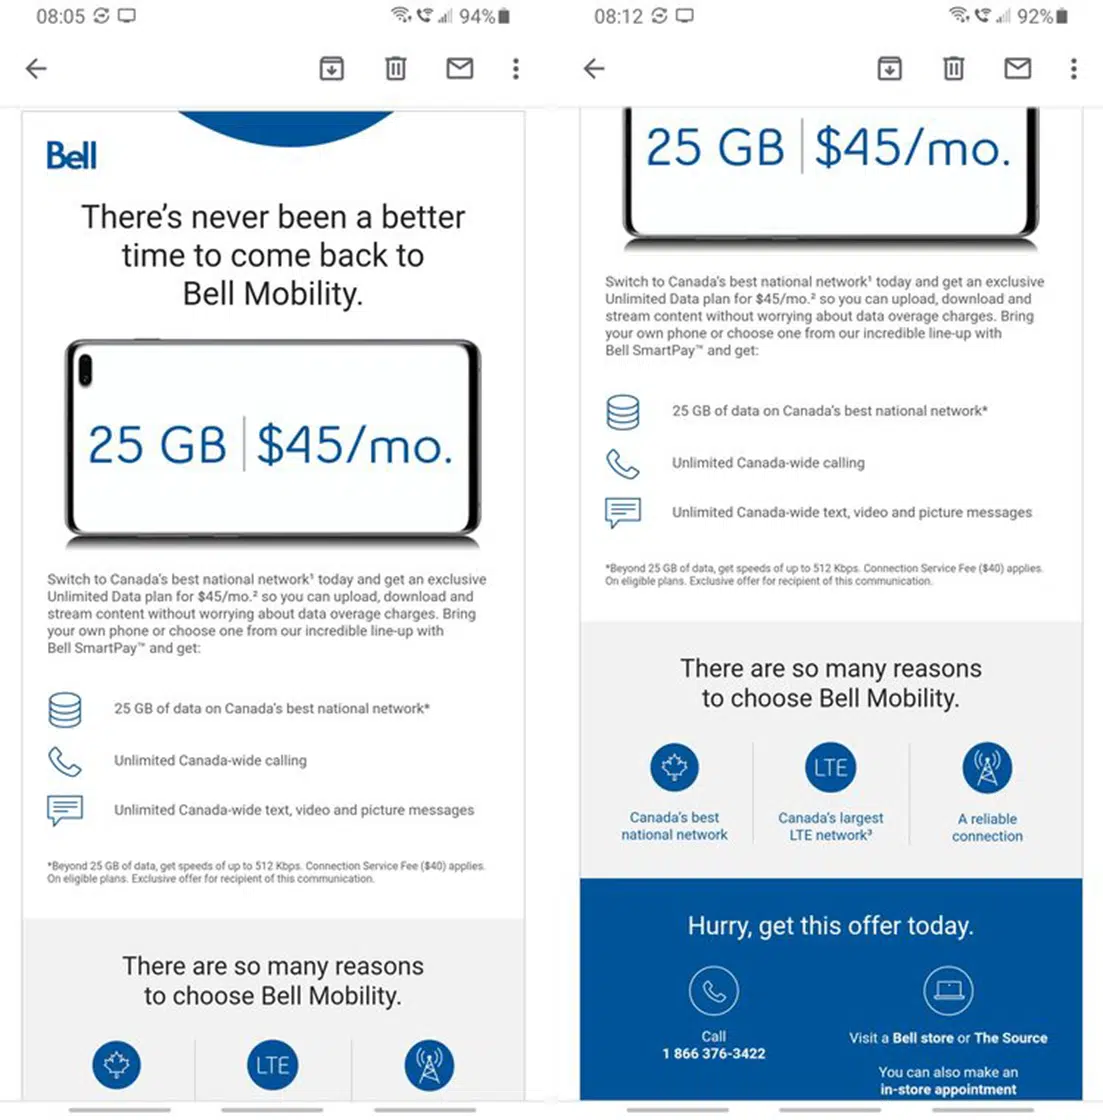 08:05
94%
Bell
There's never been a better
time to come back to
Bell Mobility.
25 GB $45/mo.
Switch to Canada's best national network¹ today and get an exclusive
Unlimited Data plan for $45/mo.² so you can upload, download and
stream content without worrying about data overage charges. Bring
your own phone or choose one from our incredible line-up with
Bell SmartPay™ and get:
25 GB of data on Canada's best national network*
Unlimited Canada-wide calling
Unlimited Canada-wide text, video and picture messages
*Beyond 25 GB of data, get speeds of up to 512 Kbps. Connection Service Fee ($40) applies.
On eligible plans. Exclusive offer for recipient of this communication.
There are so many reasons
to choose Bell Mobility.
LTE
08:12
92%
25 GB $45/mo.
Switch to Canada's best national network¹ today and get an exclusive
Unlimited Data plan for $45/mo.² so you can upload, download and
stream content without worrying about data overage charges. Bring
your own phone or choose one from our incredible line-up with
Bell SmartPay™ and get:
25 GB of data on Canada's best national network*
Unlimited Canada-wide calling
Unlimited Canada-wide text, video and picture messages
*Beyond 25 GB of data, get speeds of up to 512 Kbps. Connection Service Fee ($40) applies.
On eligible plans. Exclusive offer for recipient of this communication.
There are so many reasons
to choose Bell Mobility.
Canada's best
national network
LTE
Canada's largest
LTE network³
A reliable
connection
Hurry, get this offer today.
Call
1 866 376-3422
Visit a Bell store or The Source
You can also make an
in-store appointment